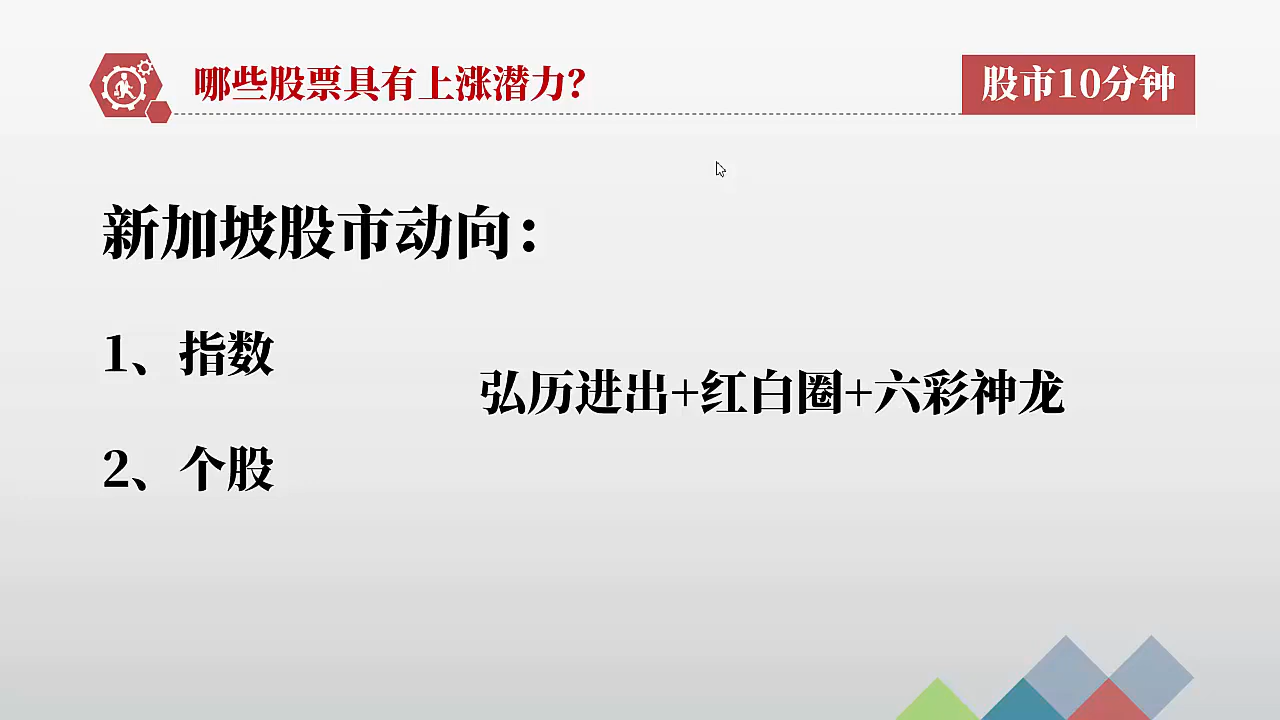 哪些股票具有上涨潜力？
股市10分钟
新加坡股市动向：
1、指数
弘历进出+红白圈+六彩神龙
2、个股